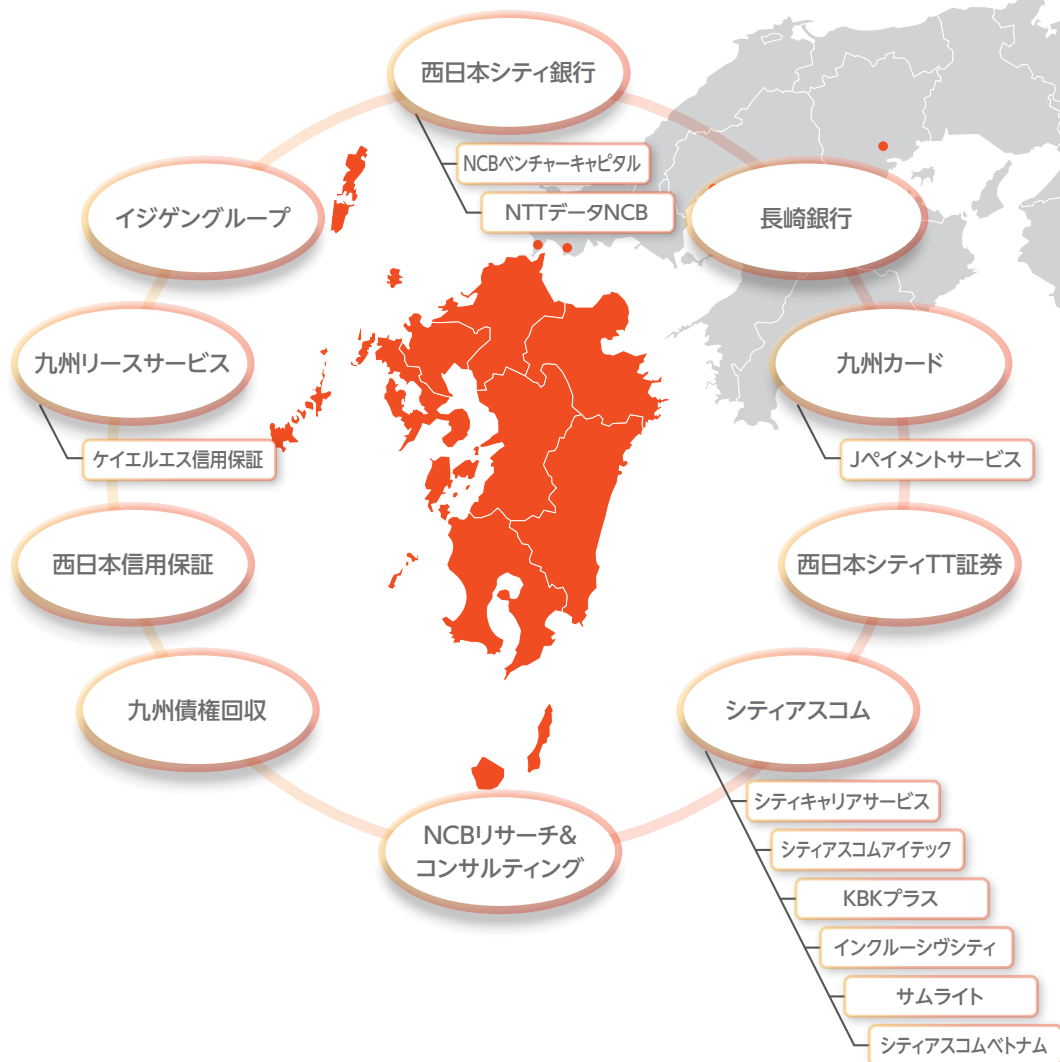 西日本シティ銀行
NCBベンチャーキャピタル
NTTデータNCB
イジゲングループ
長崎銀行
九州リースサービス
ケイエルエス信用保証
九州カード
Jペイメントサービス
西日本信用保証
西日本シティTT証券
九州債権回収
シティアスコム
シティキャリアサービス
シティアスコムアイテック
KBKプラス
インクルーシヴシティ
サムライト
シティアスコムベトナム
NCBリサーチ&
コンサルティング